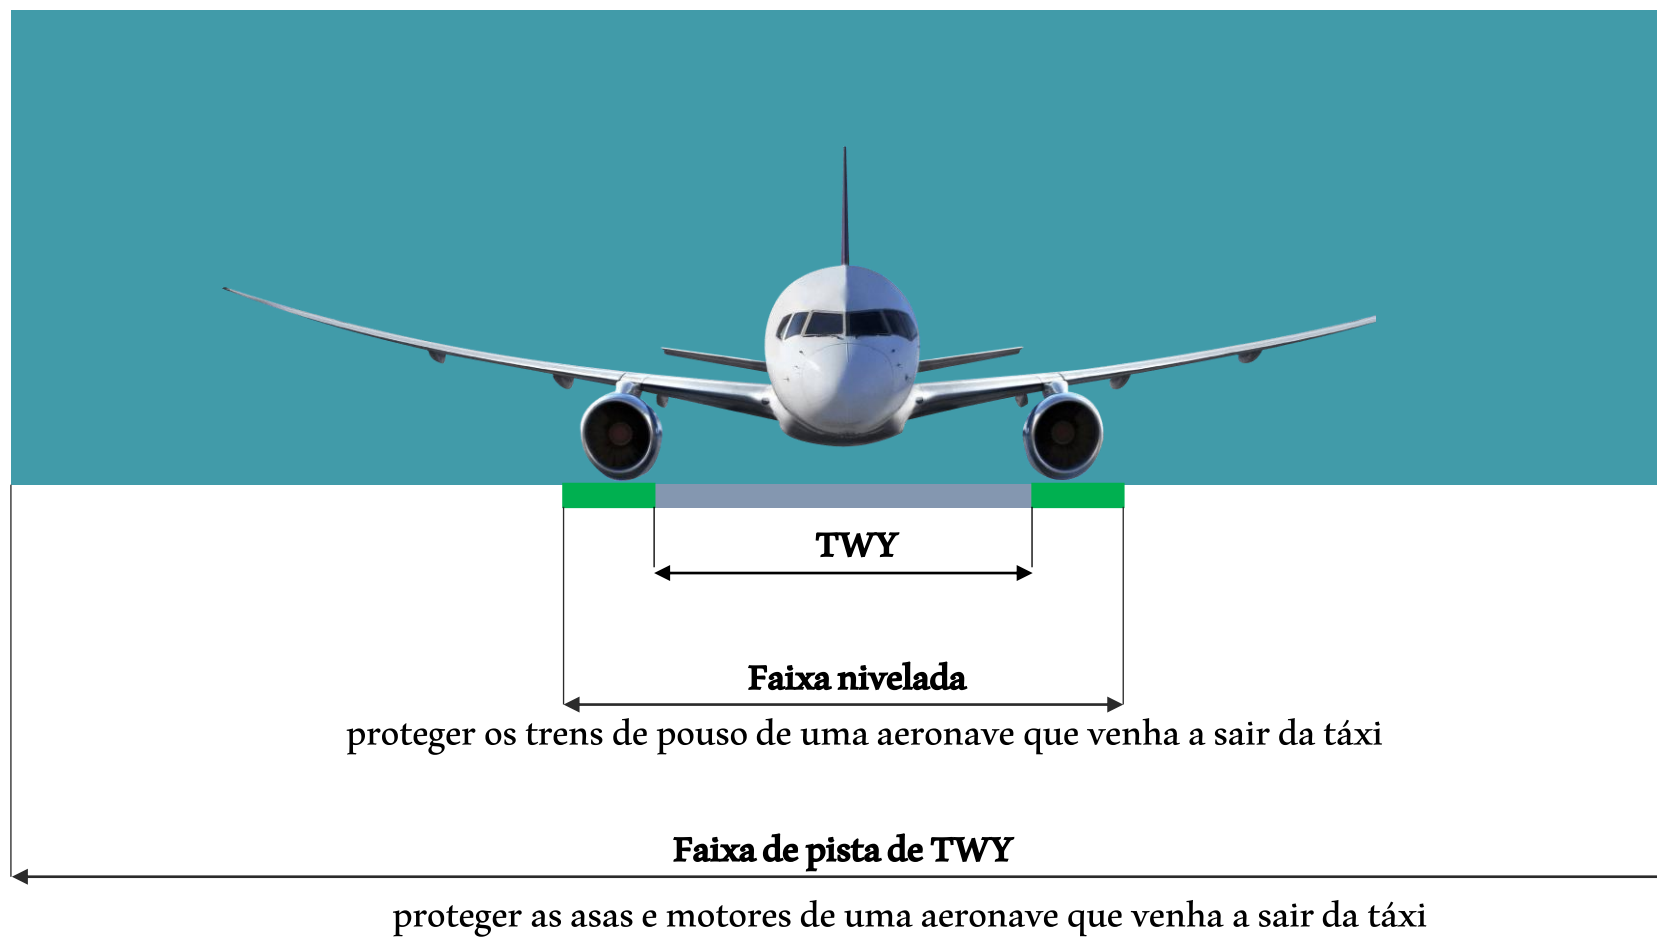 TWY
Faixa nivelada
proteger os trens de pouso de uma aeronave que venha a sair da táxi
Faixa de pista de TWY
proteger as asas e motores de uma aeronave que venha a sair da táxi